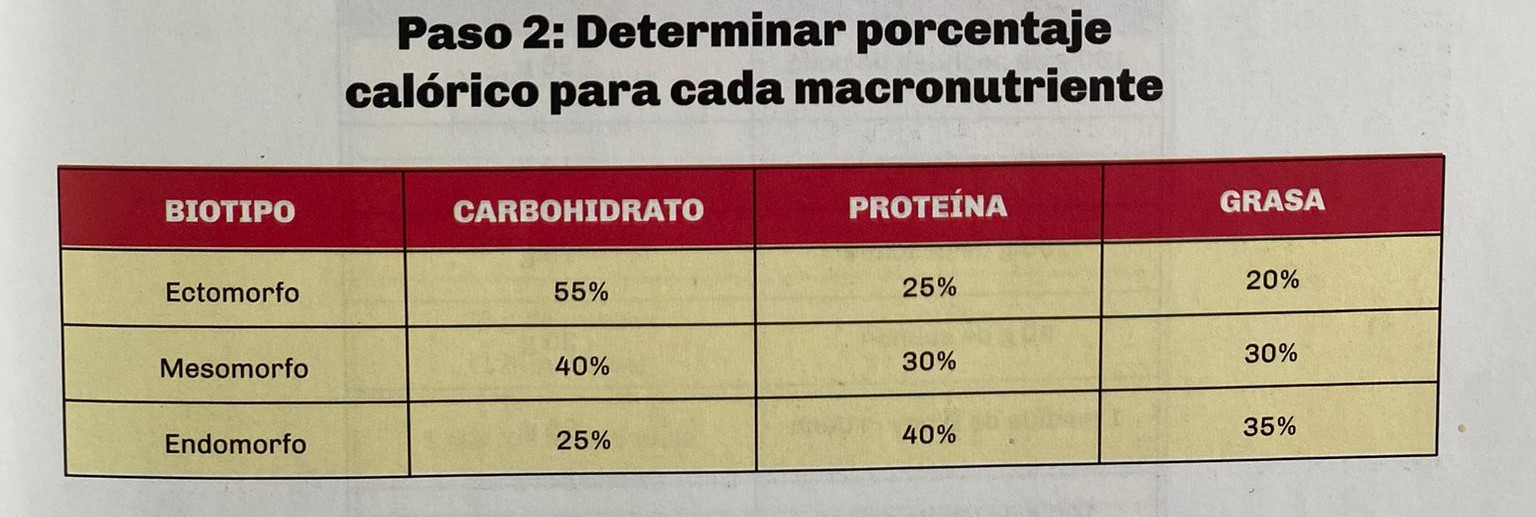 Paso 2: Determinar porcentaje
calórico para cada macronutriente
BIOTIPO CARBOHIDRATO PROTEÍNA GRASA
Ectomorfo 55% 25% 20%
Mesomorfo 40% 30% 30%
Endomorfo 25% 40% 35%